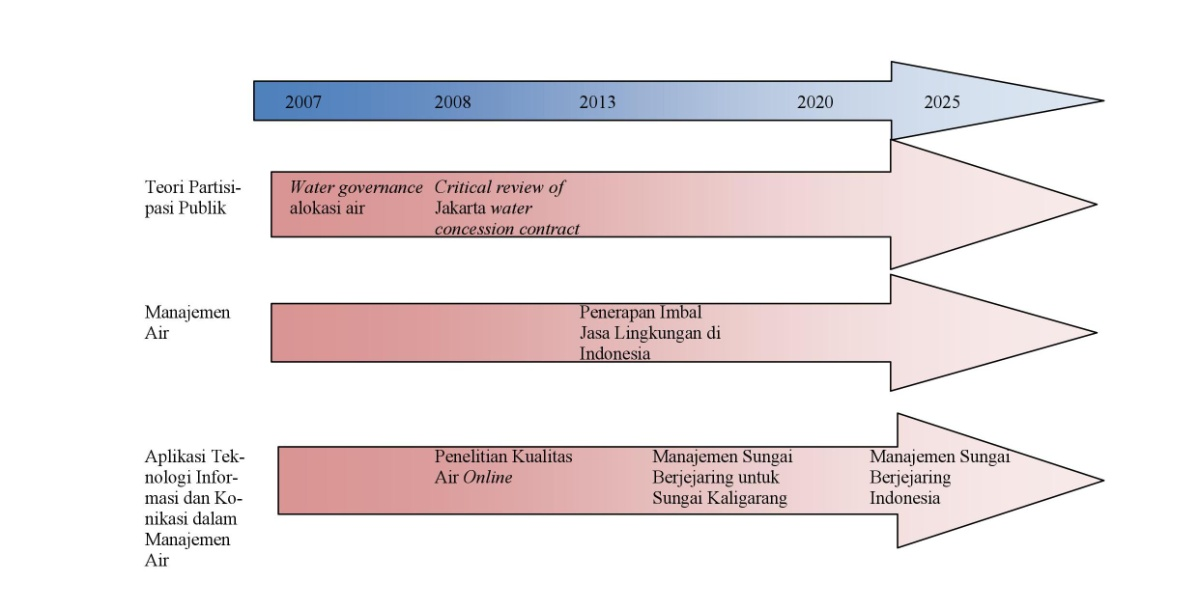 2007 2008 2013 2020 2025
Teori Partisi-
pasi Publik
Water governance
alokasi air
Critical review of
Jakarta water
concession contract
Manajemen
Air
Penerapan Imbal
Jasa Lingkungan di
Indonesia
Aplikasi Tek-
nologi Infor-
masi dan Ko-
nikasi dalam
Manajemen
Air
Penelitian Kualitas
Air Online
Manajemen Sungai
Berjejaring untuk
Sungai Kaligarang
Manajemen Sungai
Berjejaring
Indonesia